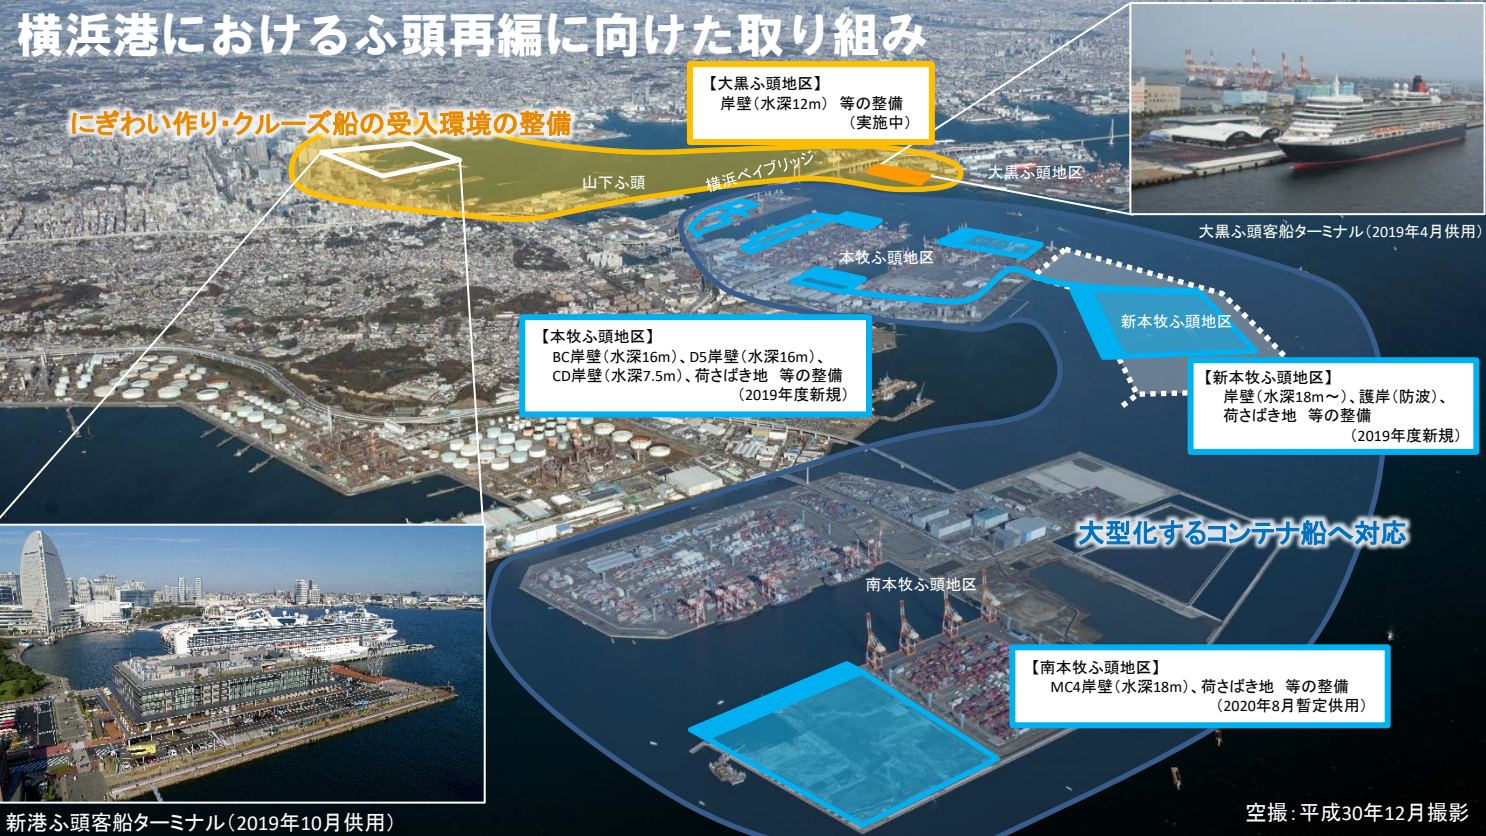 横浜港におけるふ頭再編に向けた取り組み
にぎわい作り・クルーズ船の受入環境の整備
【大黒ふ頭地区】
岸壁（水深12m） 等の整備
（実施中）
山下ふ頭
横浜ベイブリッジ
大黒ふ頭地区
大黒ふ頭客船ターミナル（2019年4月供用）
本牧ふ頭地区
新本牧ふ頭地区
【本牧ふ頭地区】
BC岸壁（水深16m）、D5岸壁（水深16m）、
CD岸壁（水深7.5m）、荷さばき地 等の整備
（2019年度新規）
【新本牧ふ頭地区】
岸壁（水深18m～）、護岸（防波）、
荷さばき地 等の整備
（2019年度新規）
大型化するコンテナ船へ対応
南本牧ふ頭地区
【南本牧ふ頭地区】
MC4岸壁（水深18m）、荷さばき地 等の整備
（2020年8月暫定供用）
新港ふ頭客船ターミナル（2019年10月供用）
空撮：平成30年12月撮影